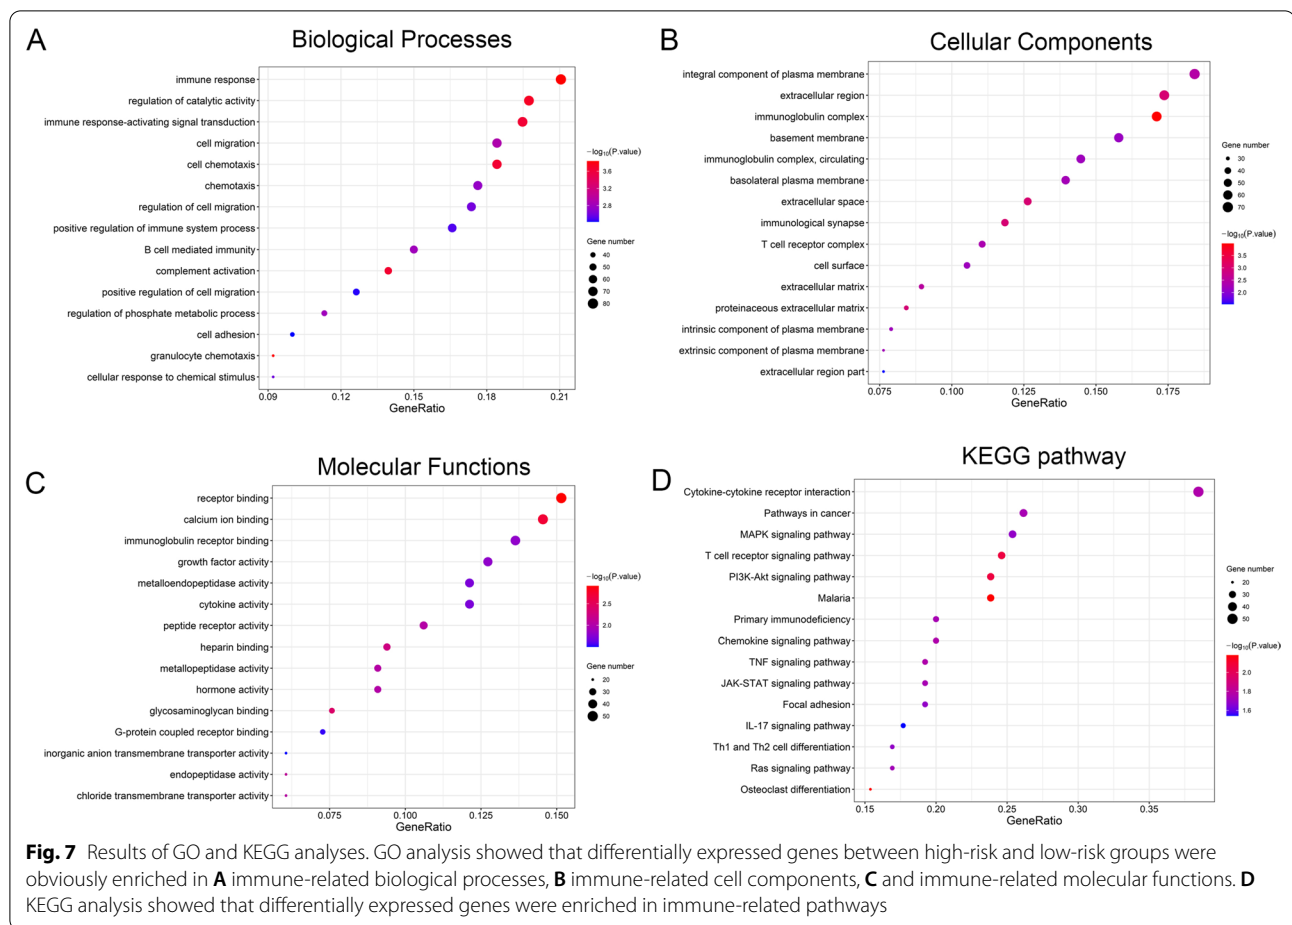 A
Biological Processes
immune response
regulation of catalytic activity
immune response-activating signal transduction
cell migration
cell chemotaxis
chemotaxis
regulation of cell migration
positive regulation of immune system process
B cell mediated immunity
complement activation
positive regulation of cell migration
regulation of phosphate metabolic process
cell adhesion
granulocyte chemotaxis
cellular response to chemical stimulus
0.09 0.12 0.15 0.18 0.21
GeneRatio
−log10(P.value)
3.6
3.2
2.8
Gene number
40
50
60
70
80
B
Cellular Components
integral component of plasma membrane
extracellular region
immunoglobulin complex
basement membrane
immunoglobulin complex, circulating
basolateral plasma membrane
extracellular space
immunological synapse
T cell receptor complex
cell surface
extracellular matrix
proteinaceous extracellular matrix
intrinsic component of plasma membrane
extrinsic component of plasma membrane
extracellular region part
0.075 0.100 0.125 0.150 0.175
GeneRatio
Gene number
30
40
50
60
70
−log10(P.value)
3.5
3.0
2.5
2.0
C
Molecular Functions
receptor binding
calcium ion binding
immunoglobulin receptor binding
growth factor activity
metalloendopeptidase activity
cytokine activity
peptide receptor activity
heparin binding
metallopeptidase activity
hormone activity
glycosaminoglycan binding
G-protein coupled receptor binding
inorganic anion transmembrane transporter activity
endopeptidase activity
chloride transmembrane transporter activity
0.075 0.100 0.125 0.150
GeneRatio
−log10(P.value)
2.5
2.0
Gene number
20
30
40
50
D
KEGG pathway
Cytokine-cytokine receptor interaction
Pathways in cancer
MAPK signaling pathway
T cell receptor signaling pathway
PI3K-Akt signaling pathway
Malaria
Primary immunodeficiency
Chemokine signaling pathway
TNF signaling pathway
JAK-STAT signaling pathway
Focal adhesion
IL-17 signaling pathway
Th1 and Th2 cell differentiation
Ras signaling pathway
Osteoclast differentiation
0.15 0.20 0.25 0.30 0.35
GeneRatio
Gene number
20
30
40
50
−log10(P.value)
2.0
1.8
1.6
Fig. 7 Results of GO and KEGG analyses. GO analysis showed that differentially expressed genes between high-risk and low-risk groups were
obviously enriched in A immune-related biological processes, B immune-related cell components, C and immune-related molecular functions. D
KEGG analysis showed that differentially expressed genes were enriched in immune-related pathways